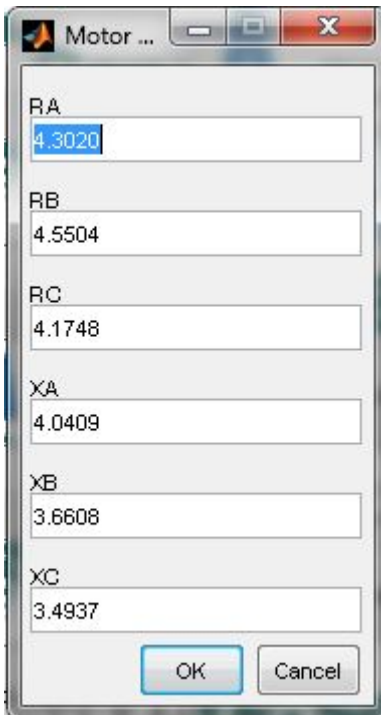 Motor ...
RA
4.3020
RB
4.5504
RC
4.1748
XA
4.0409
XB
3.6608
XC
3.4937
OK Cancel